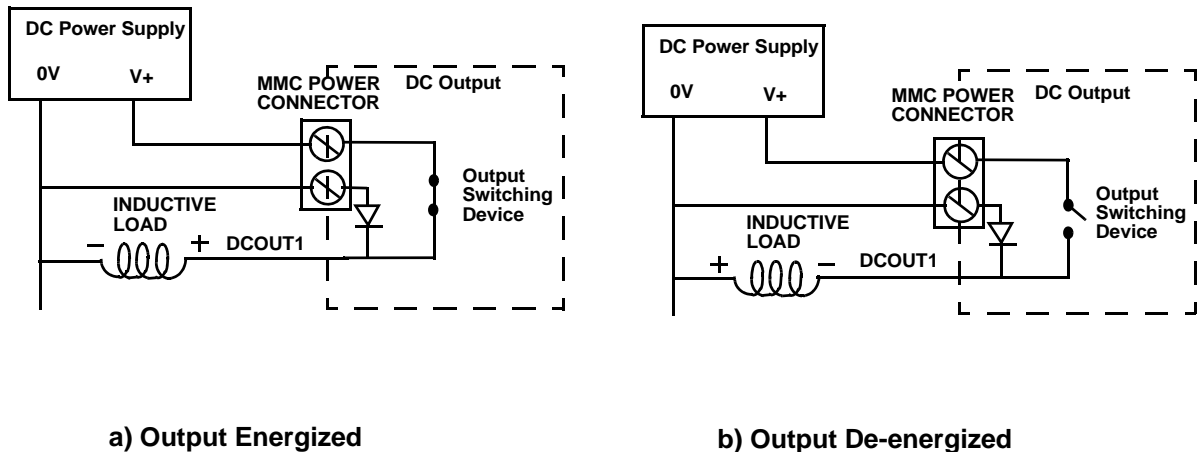 DC Power Supply
0V V+
MMC POWER
CONNECTOR
DC Output
Output
Switching
Device
INDUCTIVE
LOAD
– +
DCOUT1
a) Output Energized
DC Power Supply
0V V+
MMC POWER
CONNECTOR
DC Output
Output
Switching
Device
INDUCTIVE
LOAD
+ –
DCOUT1
b) Output De-energized